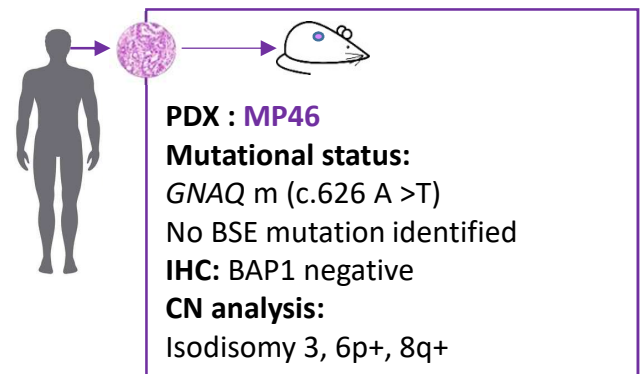 PDX : MP46
Mutational status:
GNAQ m (c.626 A >T)
No BSE mutation identified
IHC: BAP1 negative
CN analysis:
Isodisomy 3, 6p+, 8q+